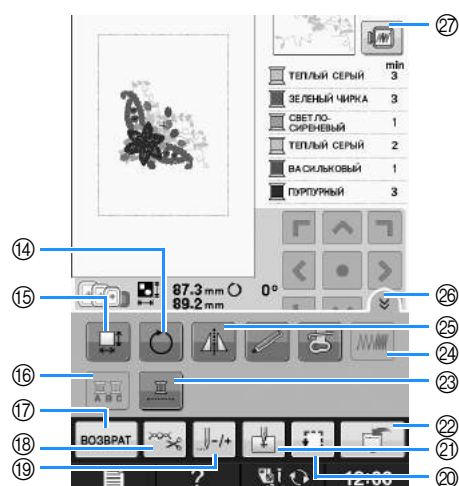 ㉗
min
ТЕПЛЫЙ СЕРЫЙ 3
ЗЕЛЕНЫЙ ЧИРКА 3
СВЕТЛО-
СИРЕНЕВЫЙ 1
ТЕПЛЫЙ СЕРЫЙ 2
ВАСИЛЬКОВЫЙ 1
ПУРПУРНЫЙ 3
⑭
87.3 mm 0°
89.2 mm
㉖
⑮
㉕
㉔
⑯
A B C
㉓
⑰
ВОЗВРАТ
-/+
㉒
⑱
⑲
㉑
⑳
?